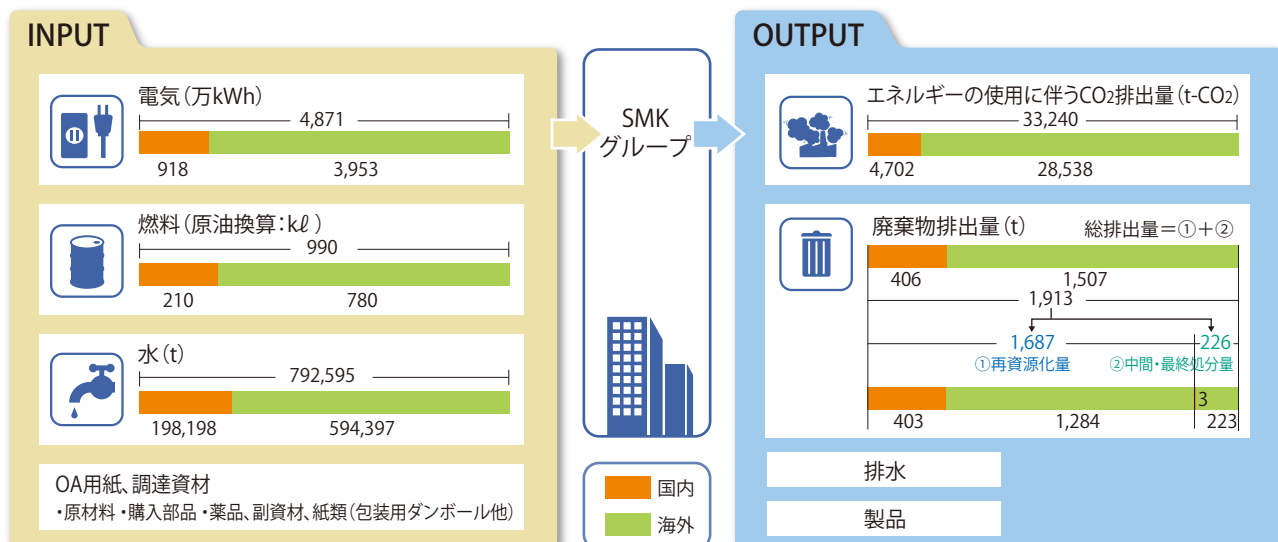 INPUT
電気(万kWh)
4,871
918 3,953
燃料(原油換算:kℓ)
990
210 780
水(t)
792,595
198,198 594,397
OA用紙、調達資材
・原材料・購入部品・薬品、副資材、紙類(包装用ダンボール他)
SMK
グループ
国内
海外
OUTPUT
エネルギーの使用に伴うCO2排出量(t-CO2)
33,240
4,702 28,538
廃棄物排出量(t) 総排出量=①+②
406 1,507
1,913
1,687 226
①再資源化量 ②中間・最終処分量
3
403 1,284 223
排水
製品